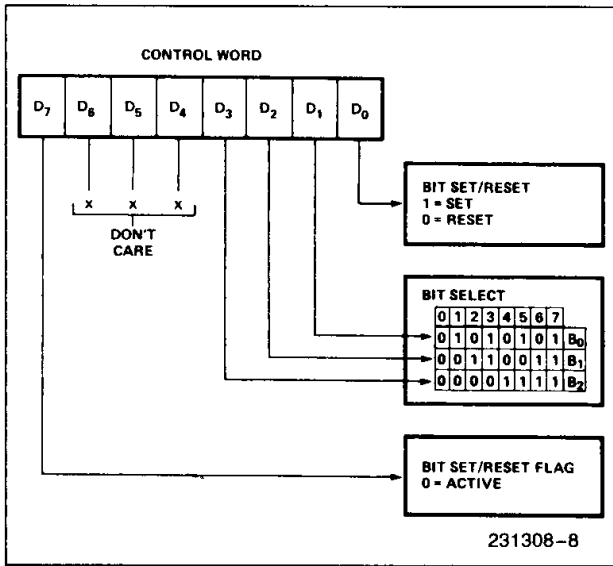 CONTROL WORD
D₇ D₆ D₅ D₄ D₃ D₂ D₁ D₀
X X X
DON'T
CARE
BIT SET/RESET
1 = SET
0 = RESET
BIT SELECT
0 1 2 3 4 5 6 7
0 1 0 1 0 1 0 1 B₀
0 0 1 1 0 0 1 1 B₁
0 0 0 0 1 1 1 1 B₂
BIT SET/RESET FLAG
0 = ACTIVE
231308–8